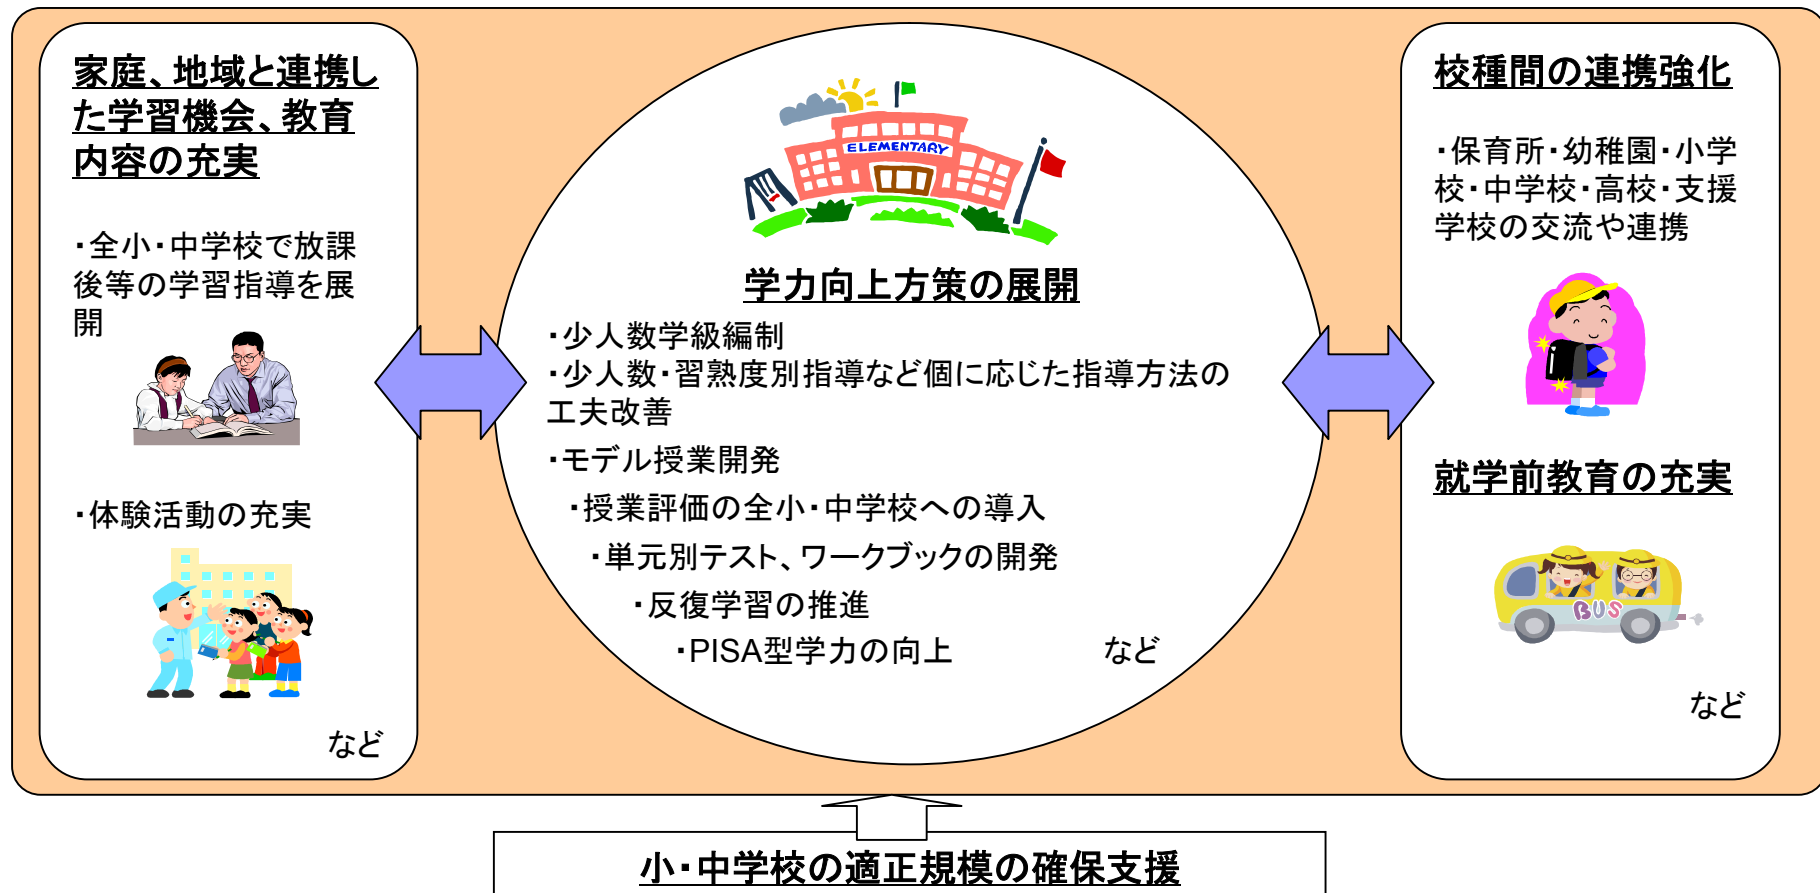 家庭、地域と連携し
た学習機会、教育
内容の充実
・全小・中学校で放課
後等の学習指導を展
開
・体験活動の充実
など
ELEMENTARY
学力向上方策の展開
・少人数学級編制
・少人数・習熟度別指導など個に応じた指導方法の
工夫改善
・モデル授業開発
・授業評価の全小・中学校への導入
・単元別テスト、ワークブックの開発
・反復学習の推進
・PISA型学力の向上 など
校種間の連携強化
・保育所・幼稚園・小学
校・中学校・高校・支援
学校の交流や連携
就学前教育の充実
BUS
など
小・中学校の適正規模の確保支援